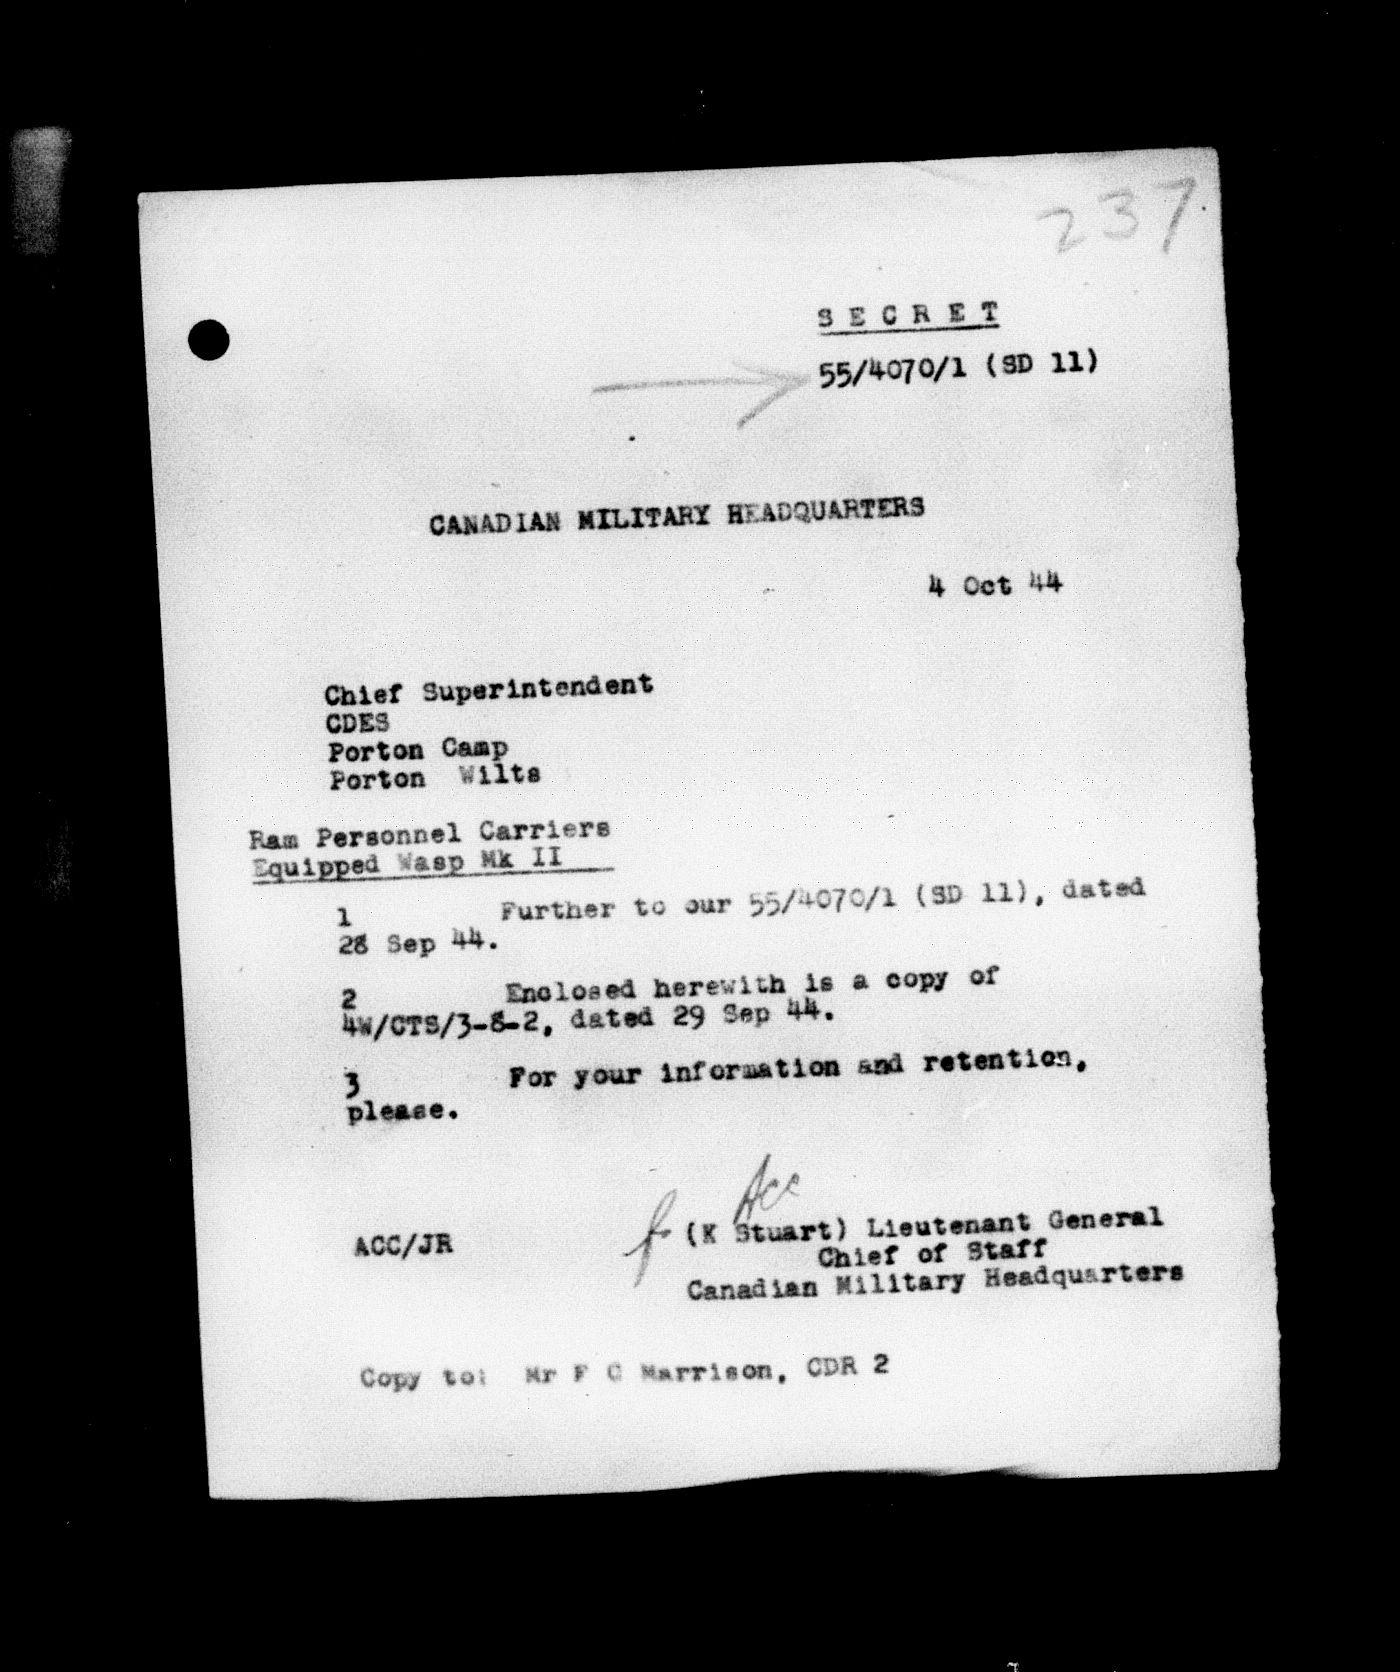 237
S E C R E T
55/4070/1 (SD 11)
CANADIAN MILITARY HEADQUARTERS
4 Oct 44
Chief Superintendent
CDES
Porton Camp
Porton Wilts
Ram Personnel Carriers
Equipped Wasp Mk II
1 Further to our 55/4070/1 (SD 11), dated
28 Sep 44.
2 Enclosed herewith is a copy of
4W/CTS/3-8-2, dated 29 Sep 44.
3 For your information and retention,
please.
Acc
ACC/JR
(K Stuart) Lieutenant General
Chief of Staff
Canadian Military Headquarters
Copy to: Mr F C Marrison, CDR 2